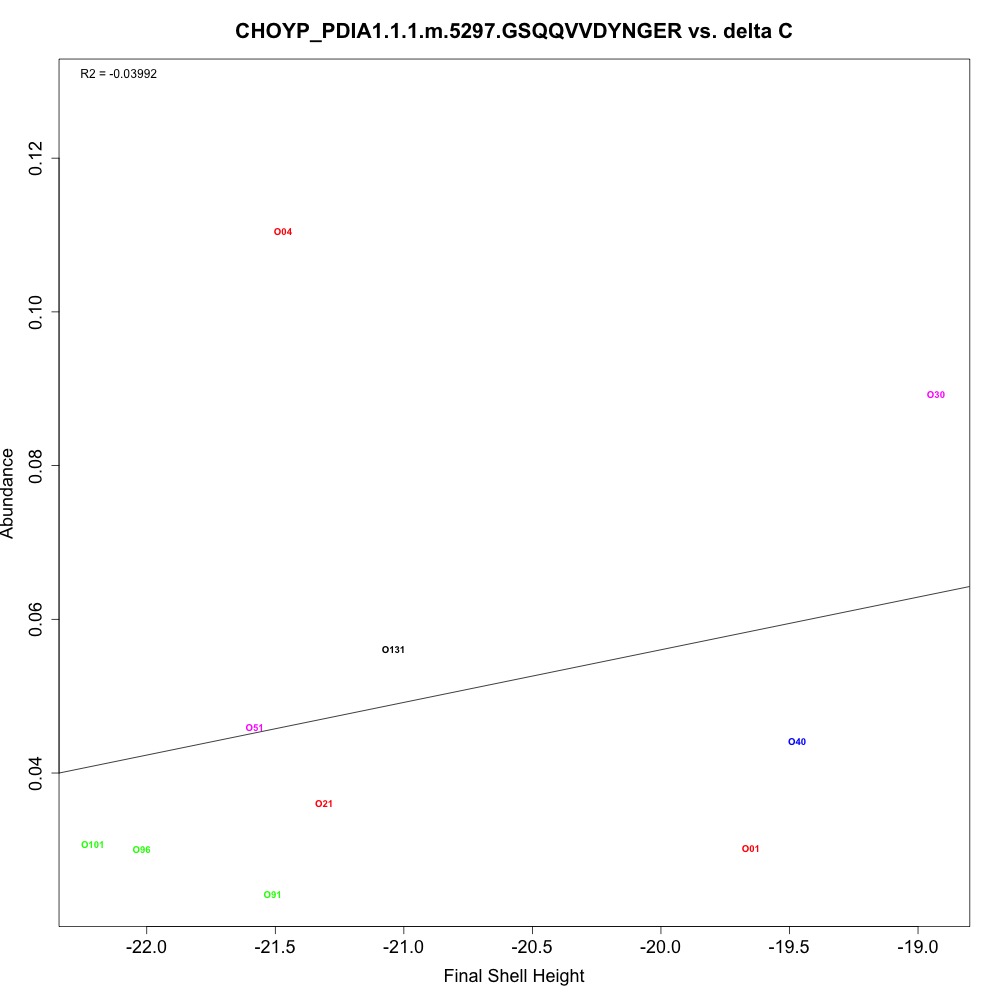 CHOYP_PDIA1.1.1.m.5297.GSQQVVDYNGER vs. delta C
R2 = -0.03992
0.12
O04
0.10
O30
0.08
Abundance
0.06
O131
O51
O40
0.04
O21
O101
O96
O01
O91
-22.0 -21.5 -21.0 -20.5 -20.0 -19.5 -19.0
Final Shell Height